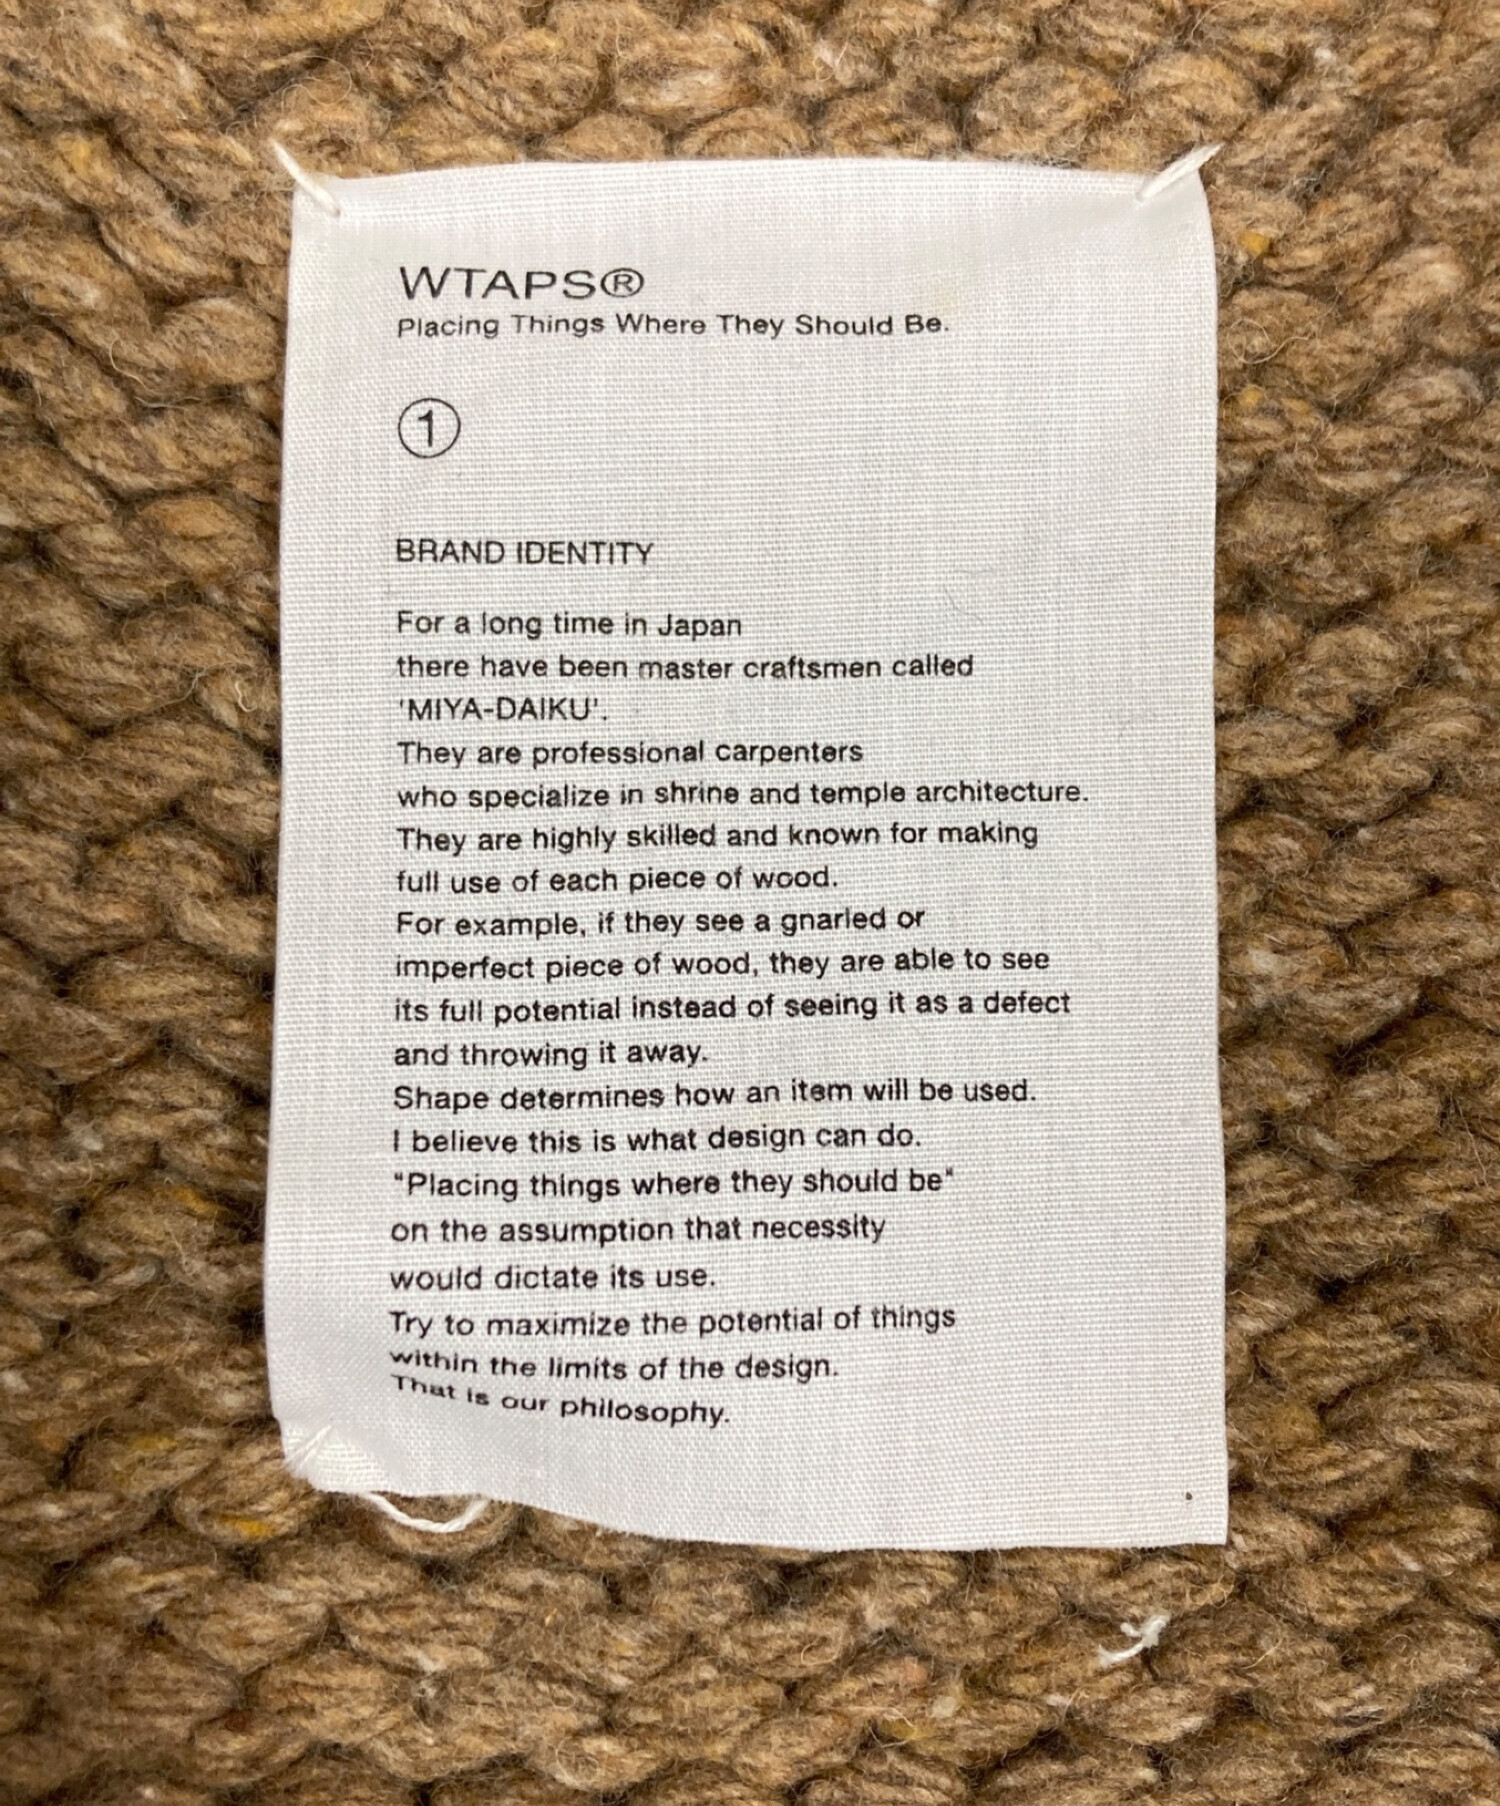 WTAPS®
Placing Things Where They Should Be.
①
BRAND IDENTITY
For a long time in Japan
there have been master craftsmen called
'MIYA-DAIKU'.
They are professional carpenters
who specialize in shrine and temple architecture.
They are highly skilled and known for making
full use of each piece of wood.
For example, if they see a gnarled or
imperfect piece of wood, they are able to see
its full potential instead of seeing it as a defect
and throwing it away.
Shape determines how an item will be used.
I believe this is what design can do.
"Placing things where they should be"
on the assumption that necessity
would dictate its use.
Try to maximize the potential of things
within the limits of the design.
That is our philosophy.